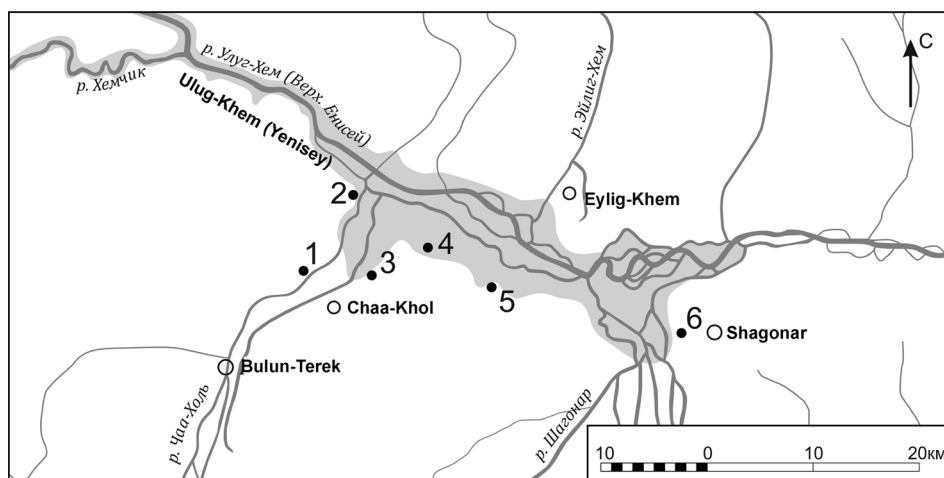 С
р. Хемчик
р. Улуг-Хем (Верх. Енисей)
Ulug-Khem (Yenisey)
р. Эйлиг-Хем
Eylig-Khem
2
1
3
4
5
6
Chaa-Khol
Shagonar
Bulun-Terek
р. Чаа-Холь
р. Шагонар
10 0 10 20км